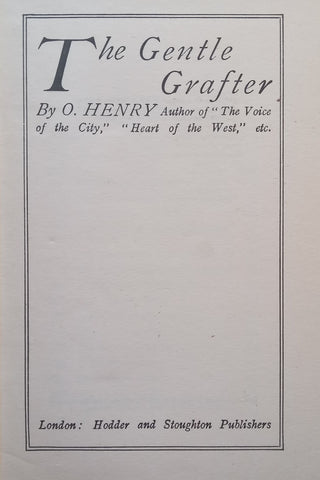 The Gentle
Grafter
By O. HENRY Author of "The Voice
of the City," "Heart of the West," etc.
London: Hodder and Stoughton Publishers